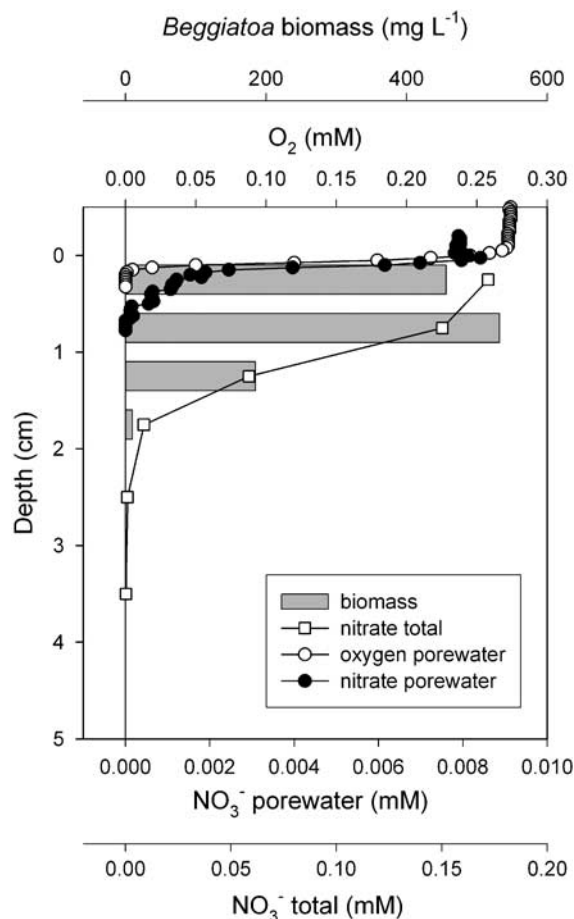 Beggiatoa biomass (mg L⁻¹)
0 200 400 600
O₂ (mM)
0.00 0.05 0.10 0.15 0.20 0.25 0.30
Depth (cm)
0
1
2
3
4
5
biomass
nitrate total
oxygen porewater
nitrate porewater
0.000 0.002 0.004 0.006 0.008 0.010
NO₃⁻ porewater (mM)
0.00 0.05 0.10 0.15 0.20
NO₃⁻ total (mM)